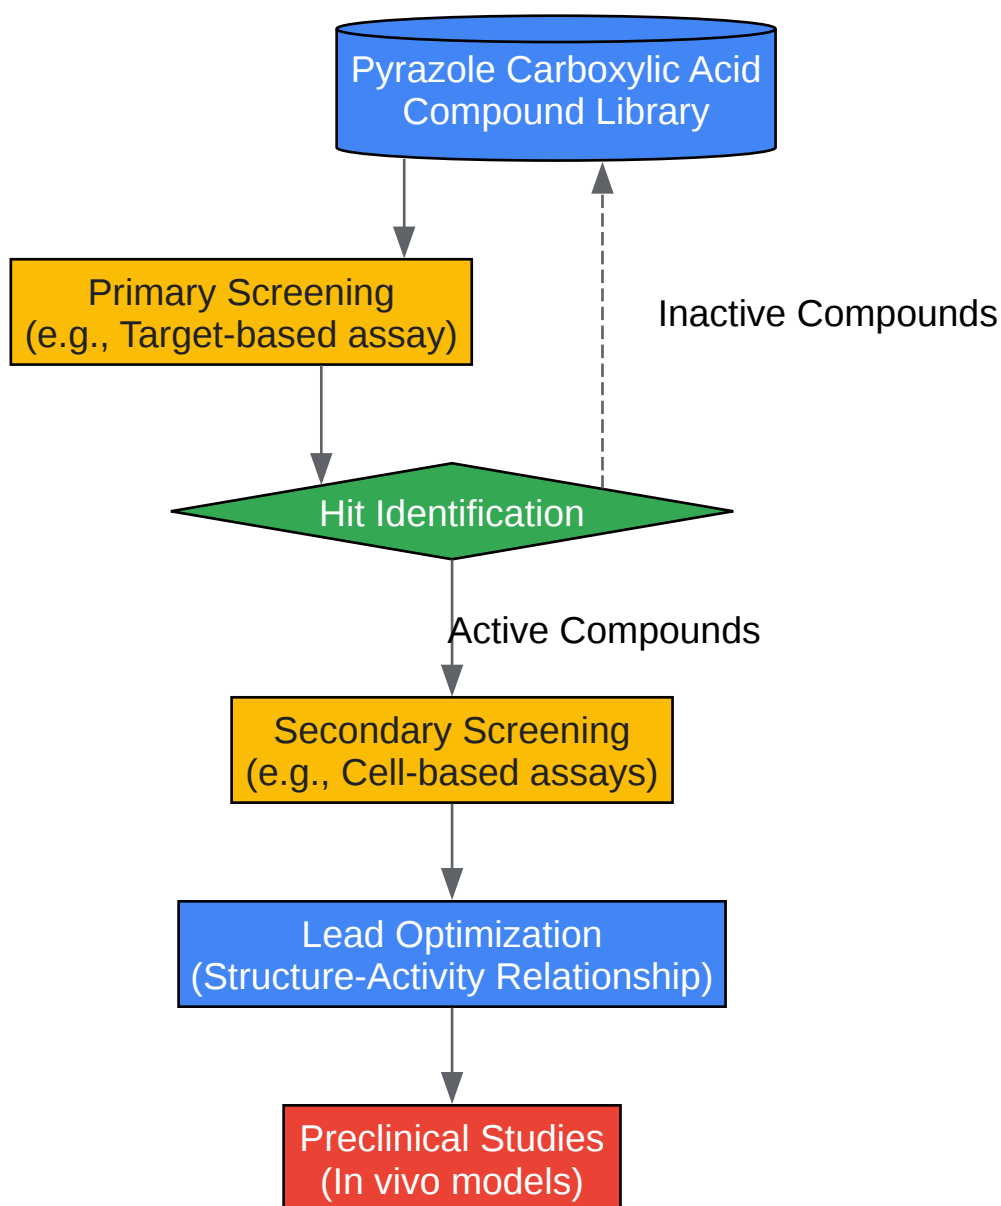 Pyrazole Carboxylic Acid
Compound Library
Primary Screening
(e.g., Target-based assay)
Inactive Compounds
Hit Identification
Active Compounds
Secondary Screening
(e.g., Cell-based assays)
Lead Optimization
(Structure-Activity Relationship)
Preclinical Studies
(In vivo models)